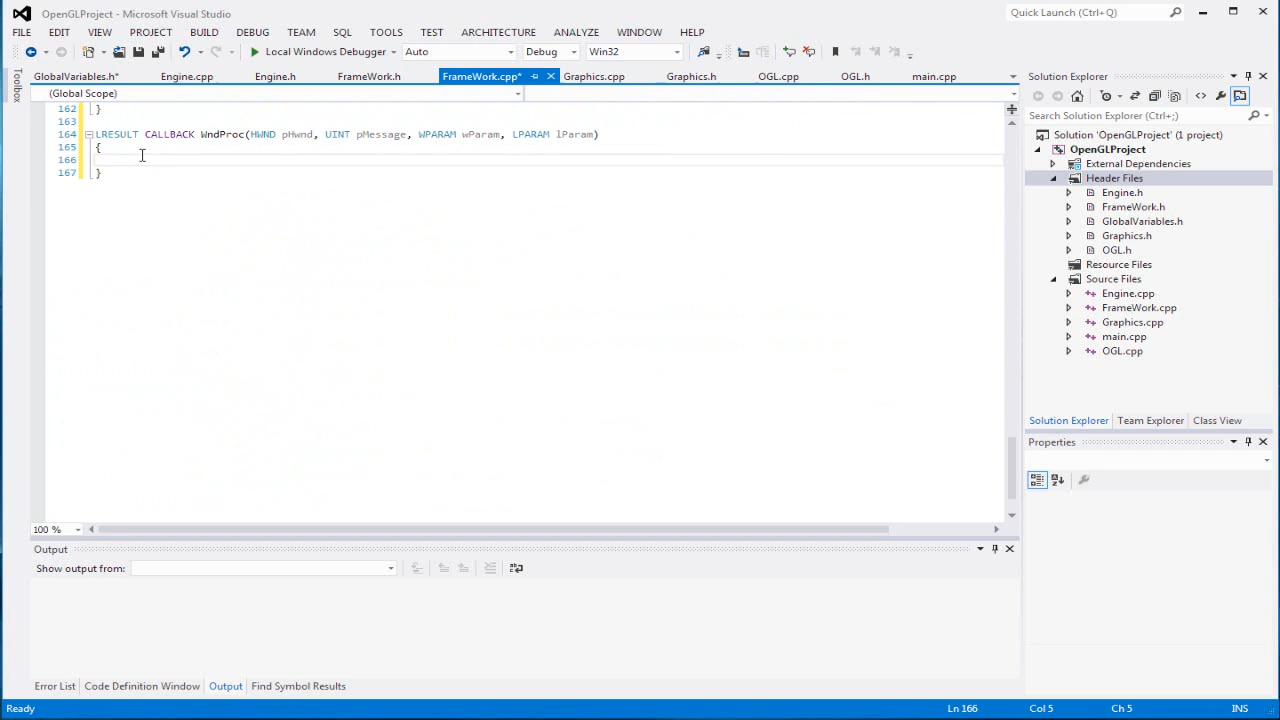 OpenGLProject - Microsoft Visual Studio
Quick Launch (Ctrl+Q)
FILE EDIT VIEW PROJECT BUILD DEBUG TEAM SQL TOOLS TEST ARCHITECTURE ANALYZE WINDOW HELP
Local Windows Debugger Auto Debug Win32
Toolbox
GlobalVariables.h* Engine.cpp Engine.h FrameWork.h FrameWork.cpp* Graphics.cpp Graphics.h OGL.cpp OGL.h main.cpp
(Global Scope)
162 }
163
164 LRESULT CALLBACK WndProc(HWND pHwnd, UINT pMessage, WPARAM wParam, LPARAM lParam)
165 {
166
167 }
100 %
Output
Show output from:
Error List Code Definition Window Output Find Symbol Results
Solution Explorer
Search Solution Explorer (Ctrl+;)
Solution 'OpenGLProject' (1 project)
OpenGLProject
External Dependencies
Header Files
Engine.h
FrameWork.h
GlobalVariables.h
Graphics.h
OGL.h
Resource Files
Source Files
Engine.cpp
FrameWork.cpp
Graphics.cpp
main.cpp
OGL.cpp
Solution Explorer Team Explorer Class View
Properties
Ready Ln 166 Col 5 Ch 5 INS